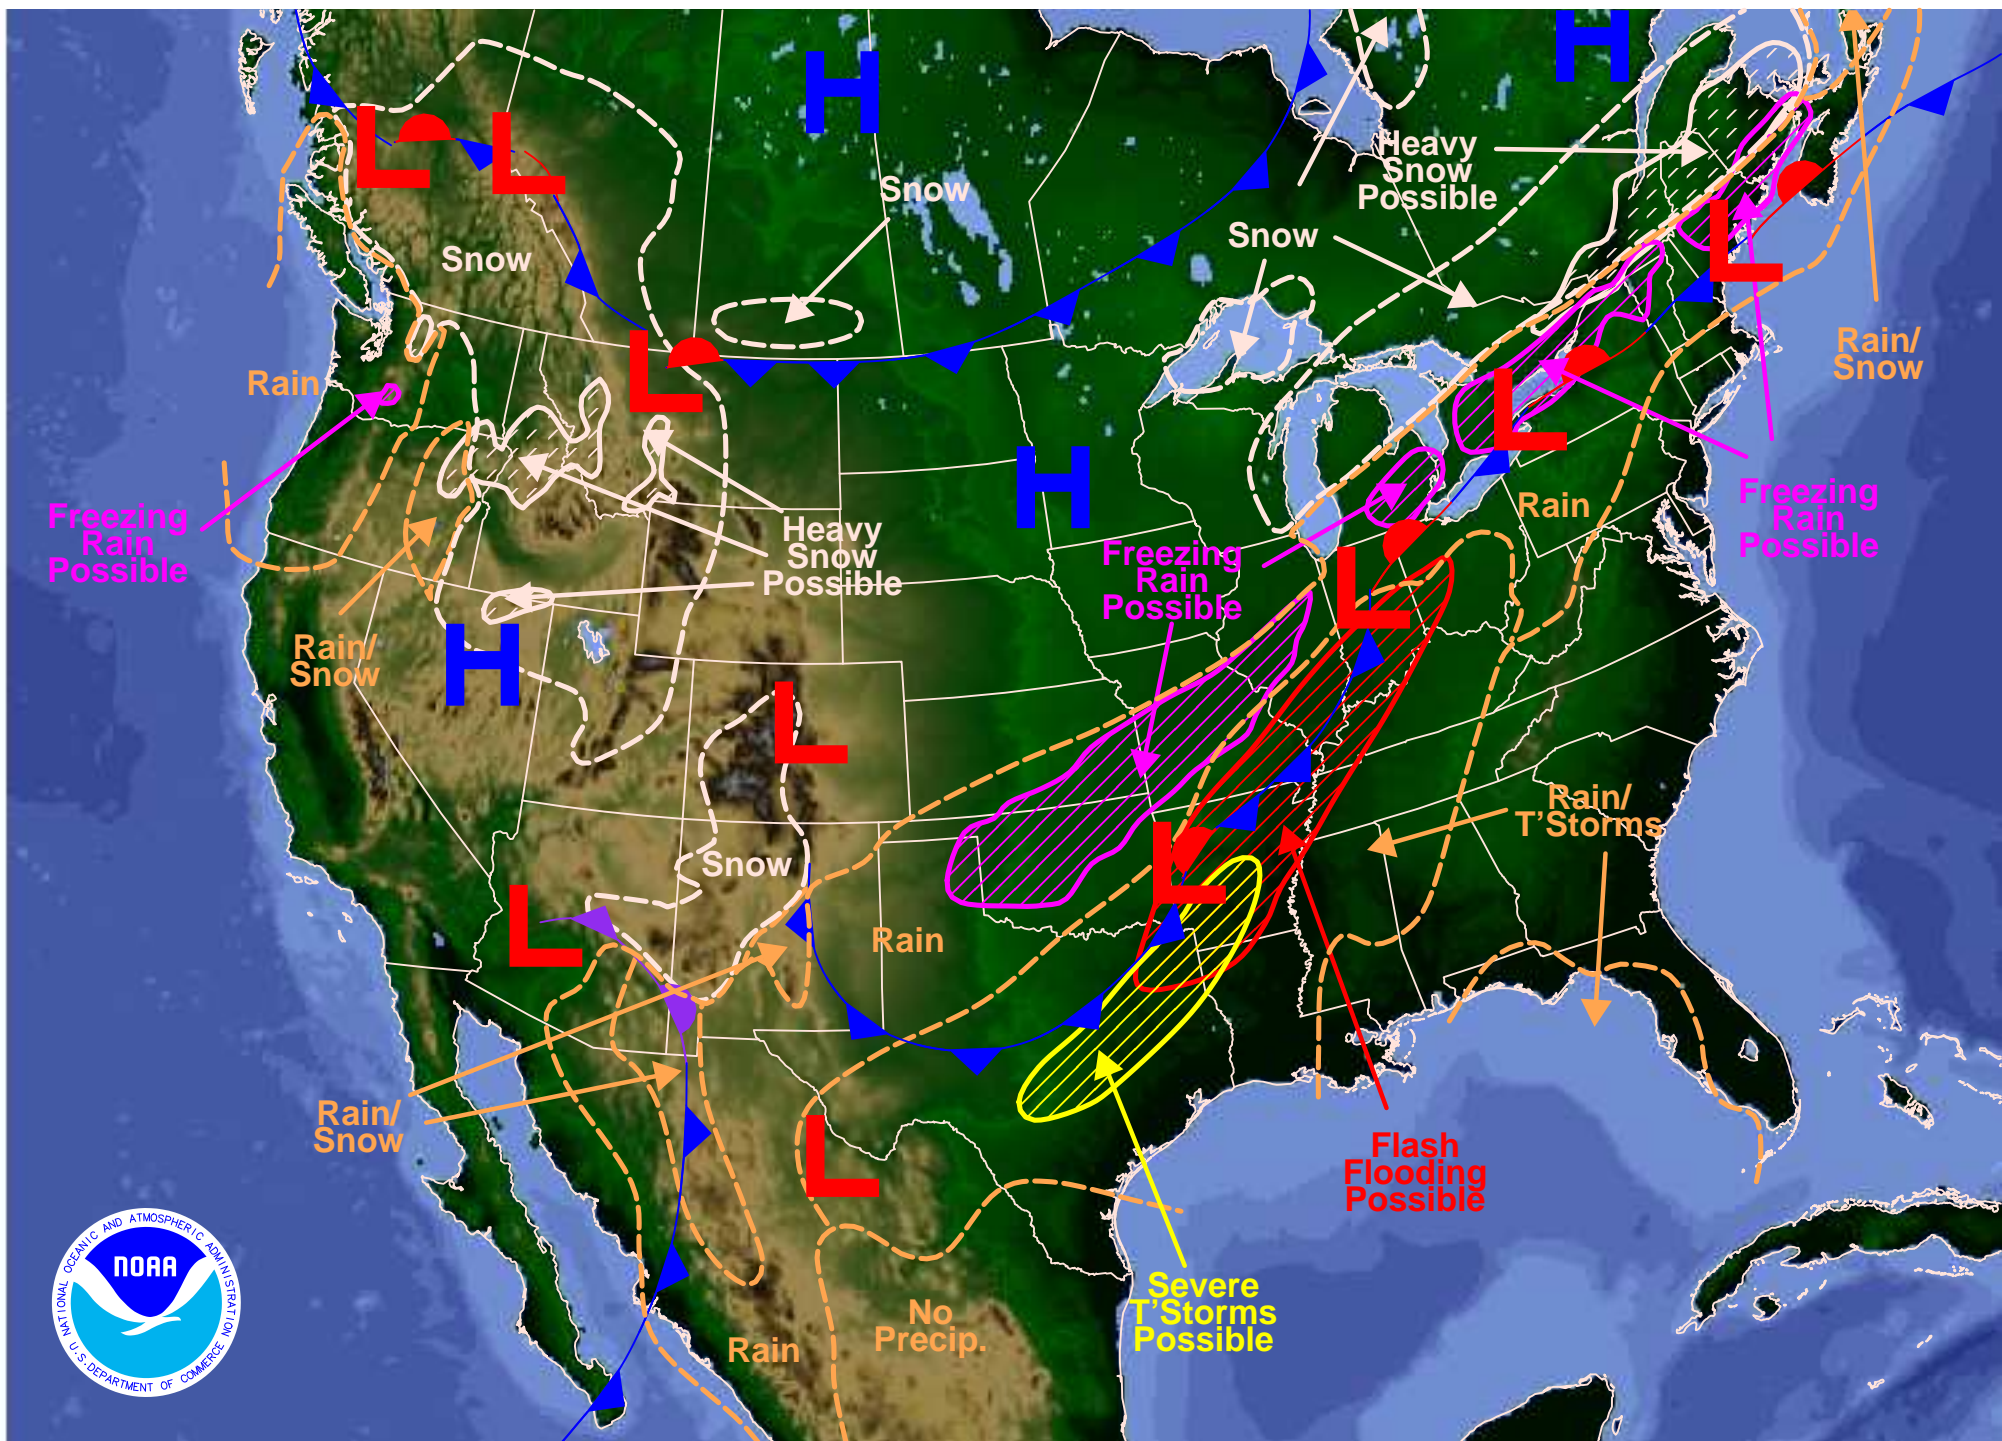 H
H
L
L
Heavy
Snow
Possible
Snow
Snow
Snow
L
Rain/
Snow
L
Rain
L
H
Freezing
Rain
Possible
Heavy
Snow
Possible
Rain
Freezing
Rain
Possible
Freezing
Rain
Possible
L
H
Rain/
Snow
L
Rain/
T'Storms
L
Snow
L
Rain
Rain/
Snow
L
Flash
Flooding
Possible
NATIONAL OCEANIC AND ATMOSPHERIC ADMINISTRATION
NOAA
U.S. DEPARTMENT OF COMMERCE
Severe
T'Storms
Possible
No
Precip.
Rain